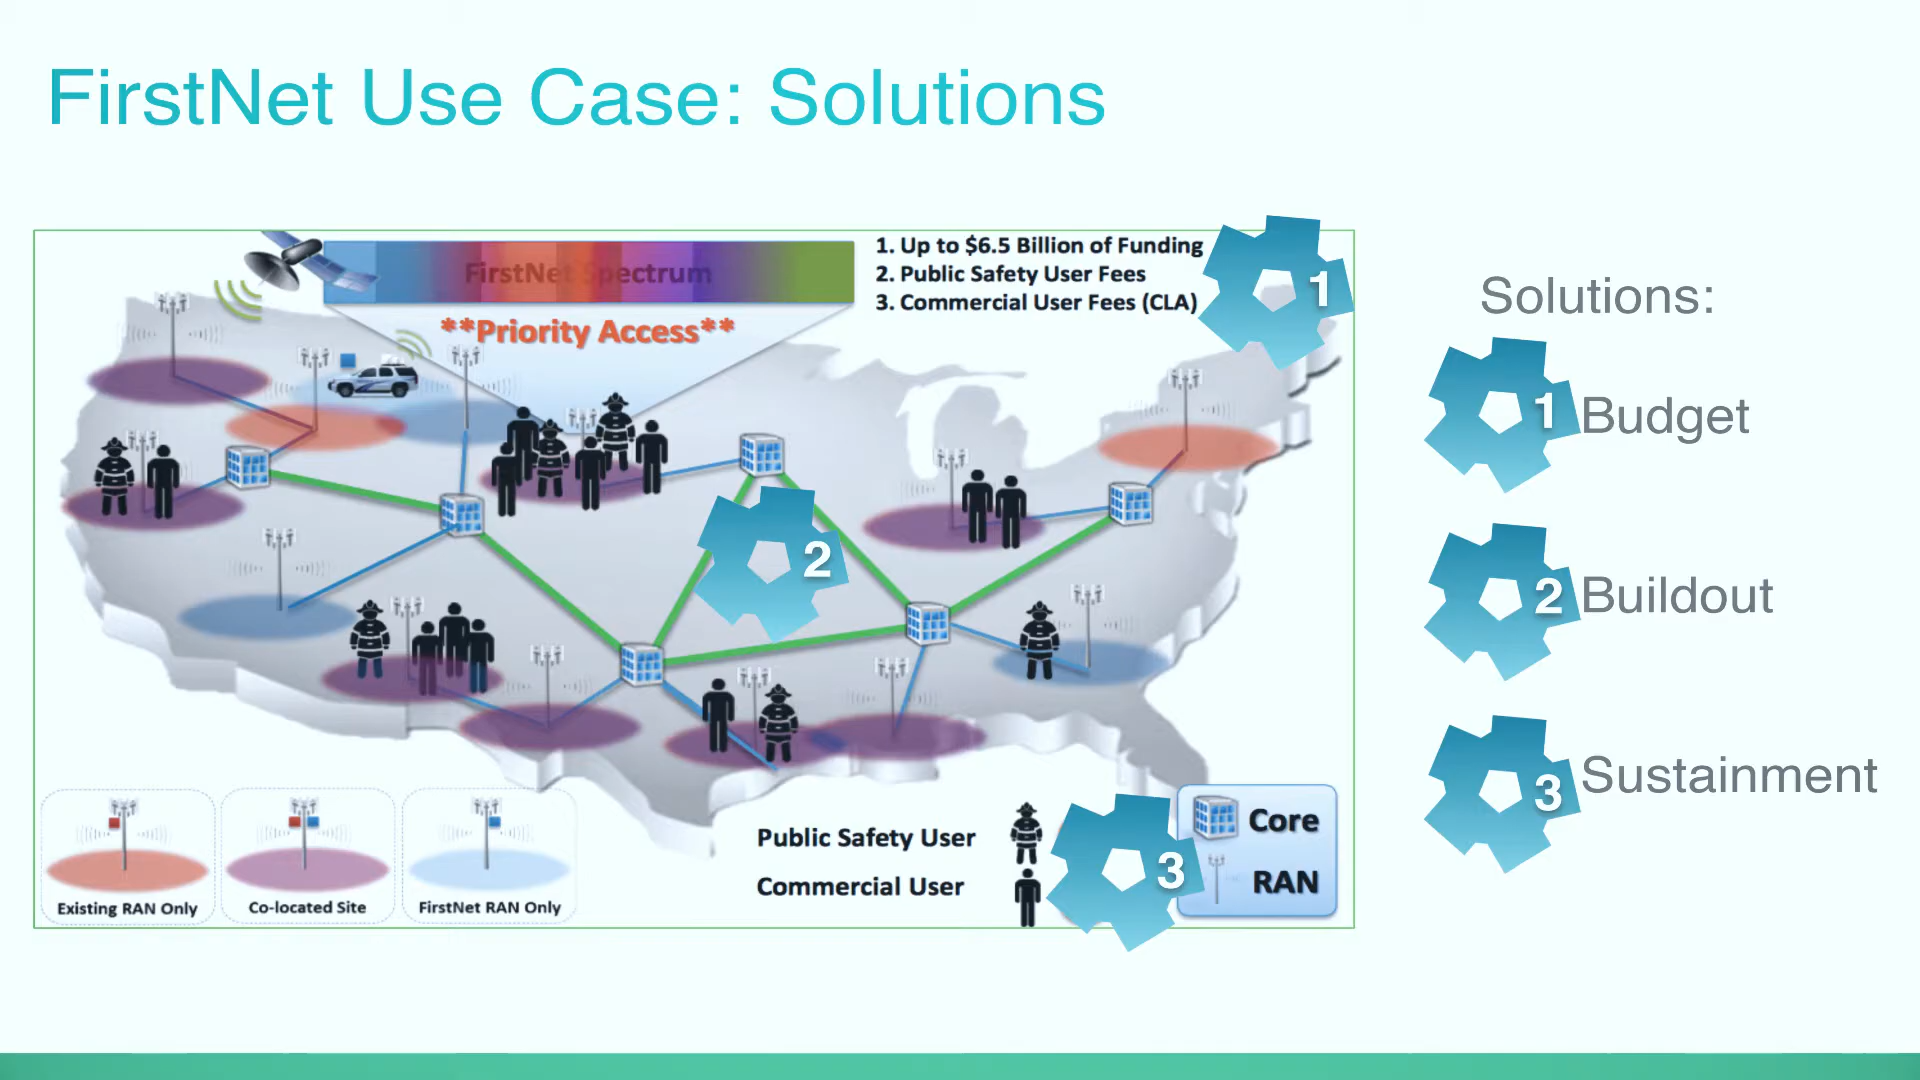 FirstNet Use Case: Solutions
FirstNet Spectrum
**Priority Access**
1. Up to $6.5 Billion of Funding
2. Public Safety User Fees
3. Commercial User Fees (CLA)
1
2
Solutions:
1 Budget
2 Buildout
3 Sustainment
Public Safety User
Commercial User
3
Core
RAN
Existing RAN Only
Co-located Site
FirstNet RAN Only